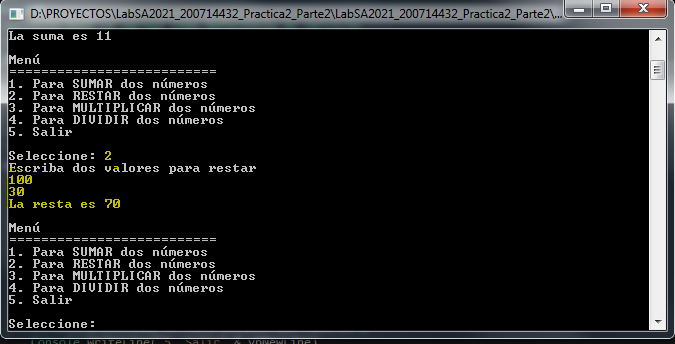 D:\PROYECTOS\LabSA2021_200714432_Practica2_Parte2\LabSA2021_200714432_Practica2_Parte2\...
La suma es 11
Menú
==========================
1. Para SUMAR dos números
2. Para RESTAR dos números
3. Para MULTIPLICAR dos números
4. Para DIVIDIR dos números
5. Salir
Seleccione: 2
Escriba dos valores para restar
100
30
La resta es 70
Menú
==========================
1. Para SUMAR dos números
2. Para RESTAR dos números
3. Para MULTIPLICAR dos números
4. Para DIVIDIR dos números
5. Salir
Seleccione: